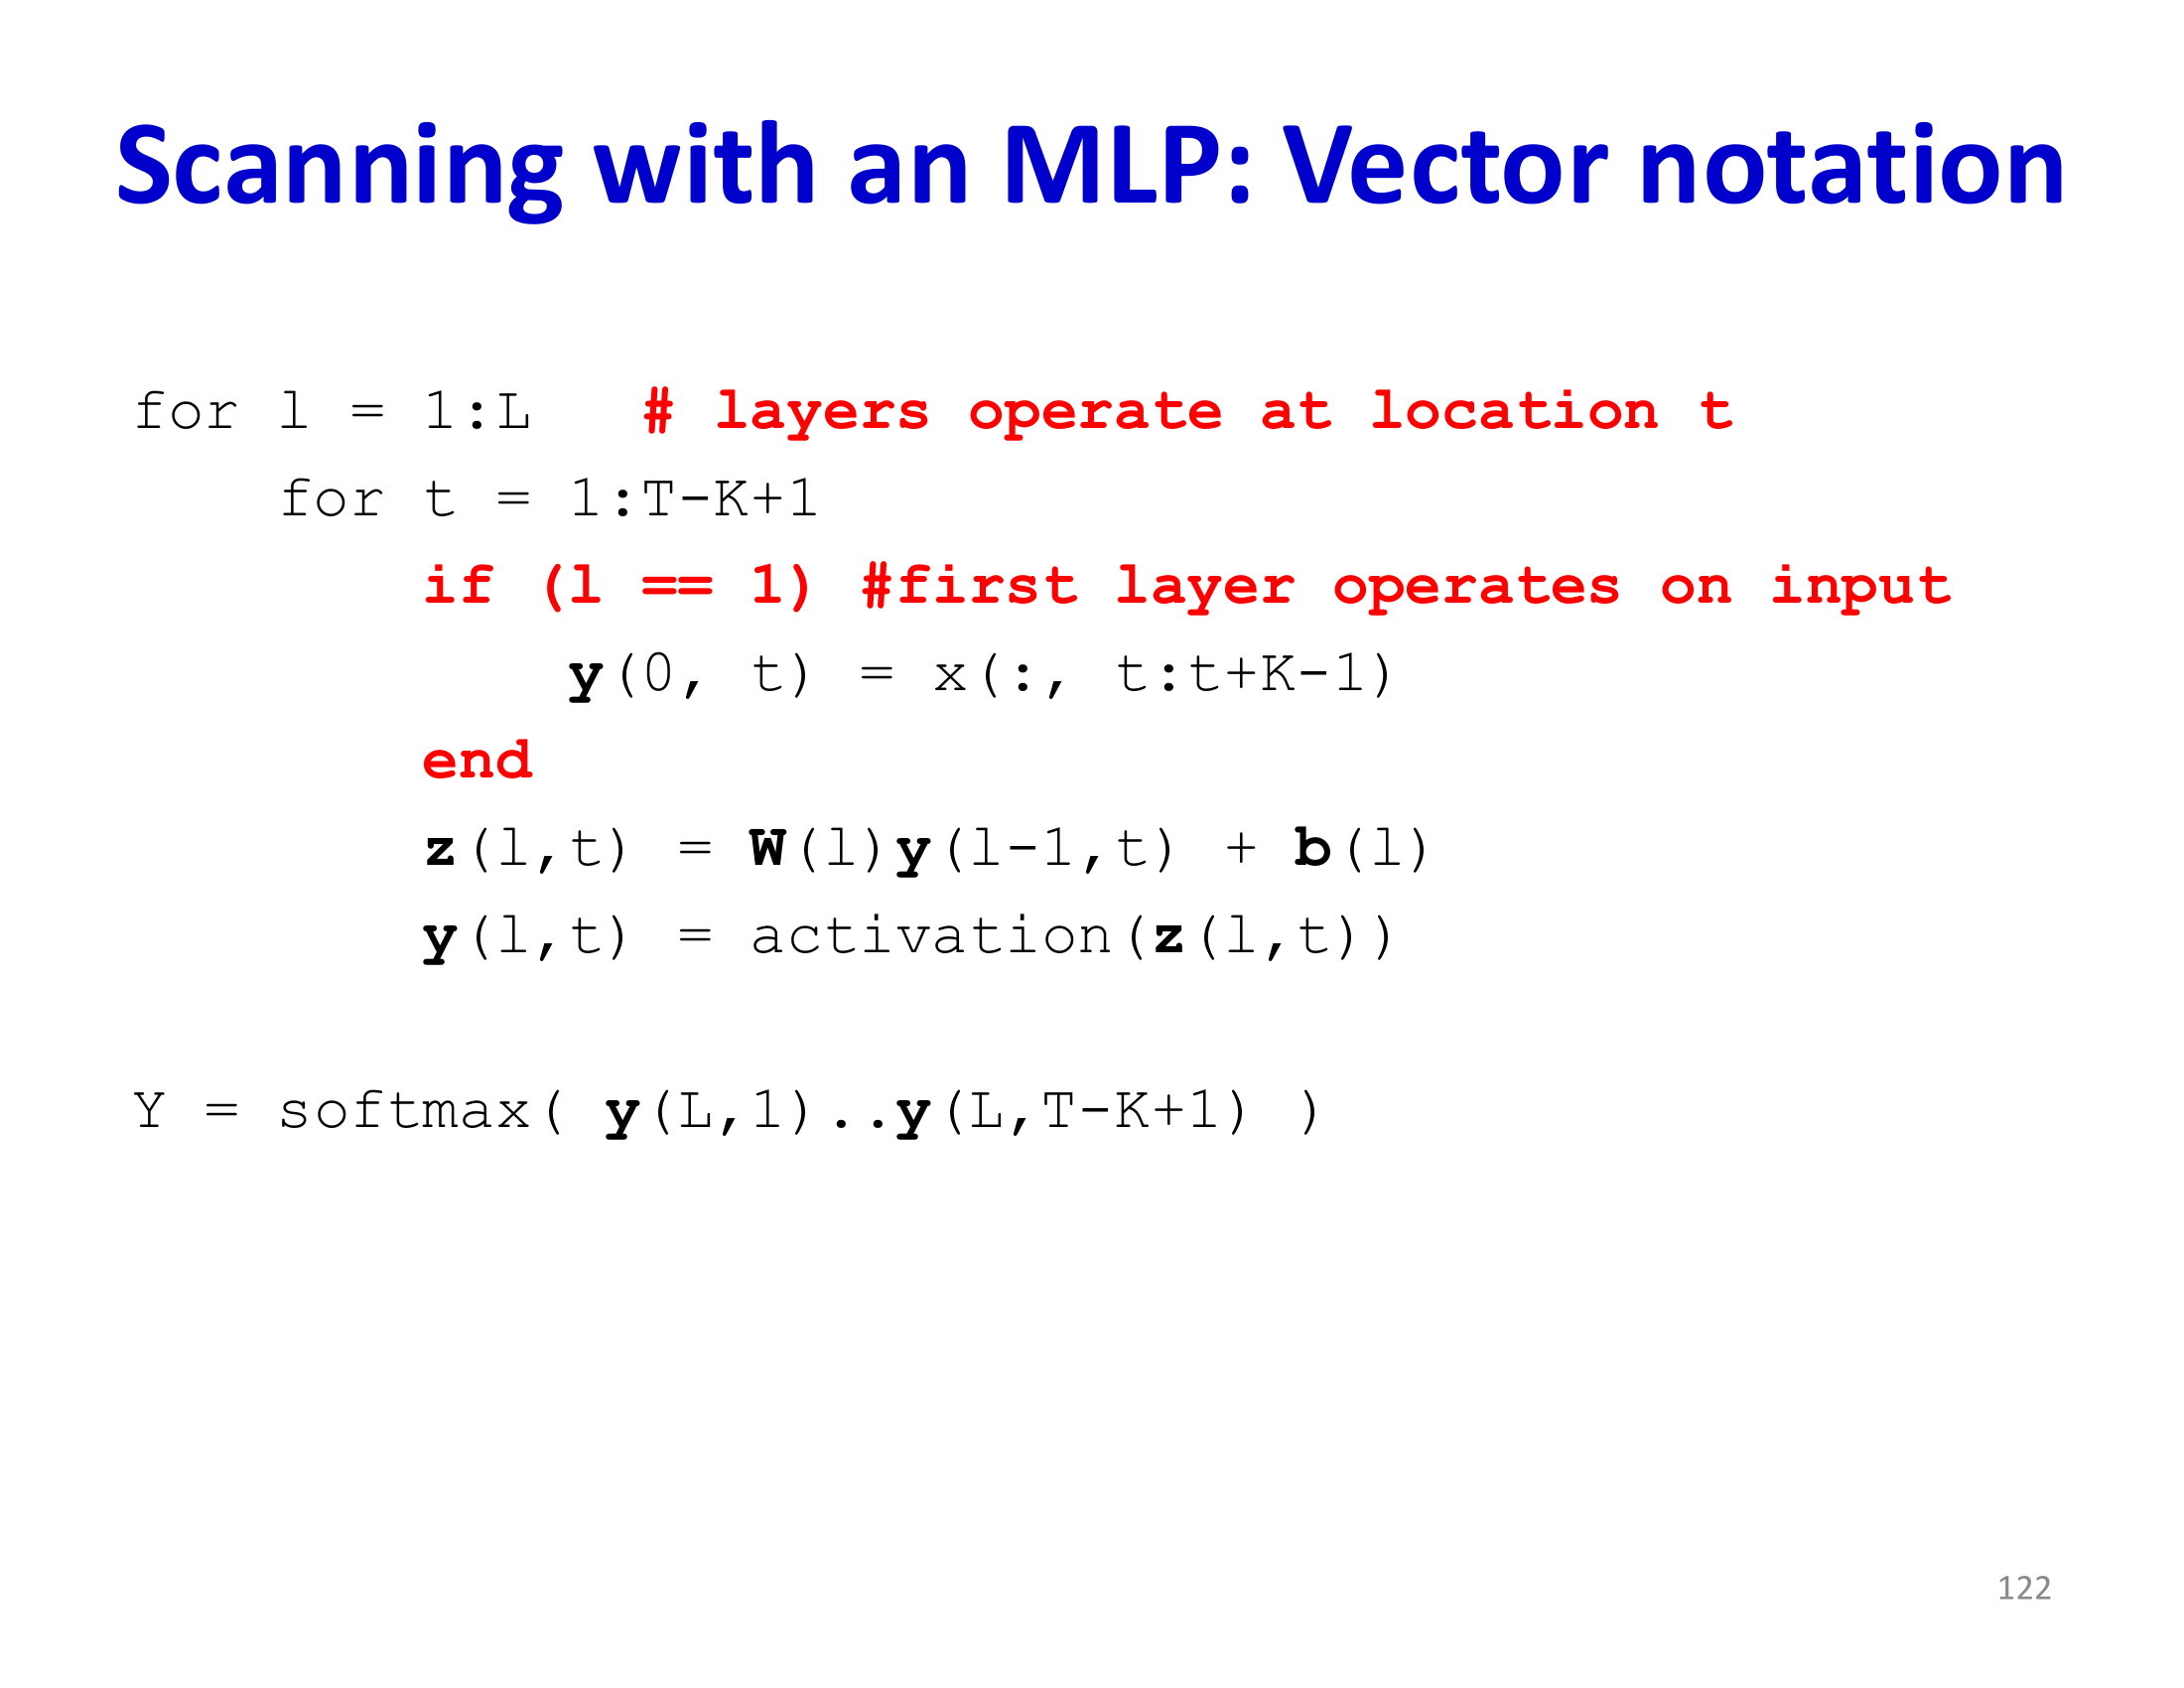 Scanning with an MLP: Vector notation
for l = 1:L # layers operate at location t
for t = 1:T-K+1
if (l == 1) #first layer operates on input
y(0, t) = x(:, t:t+K-1)
end
z(l,t) = W(l)y(l-1,t) + b(l)
y(l,t) = activation(z(l,t))
Y = softmax( y(L,1)..y(L,T-K+1) )
122